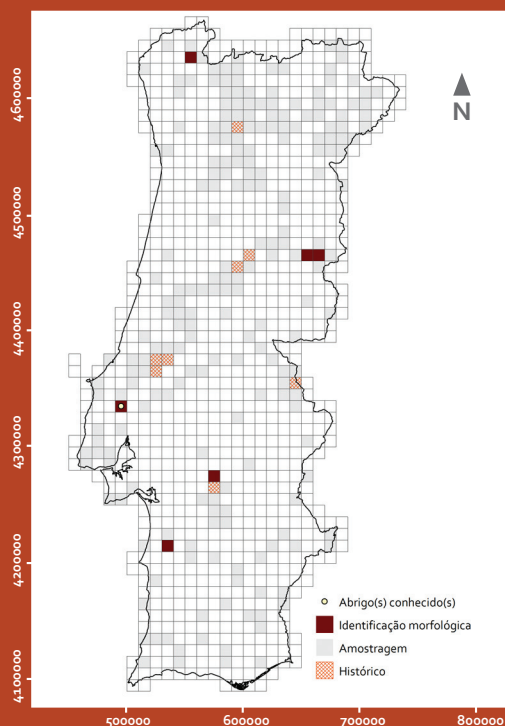 4600000
N
4500000
4400000
4300000
4200000
4100000
Abrigo(s) conhecido(s)
Identificação morfológica
Amostragem
Histórico
500000
600000
700000
800000